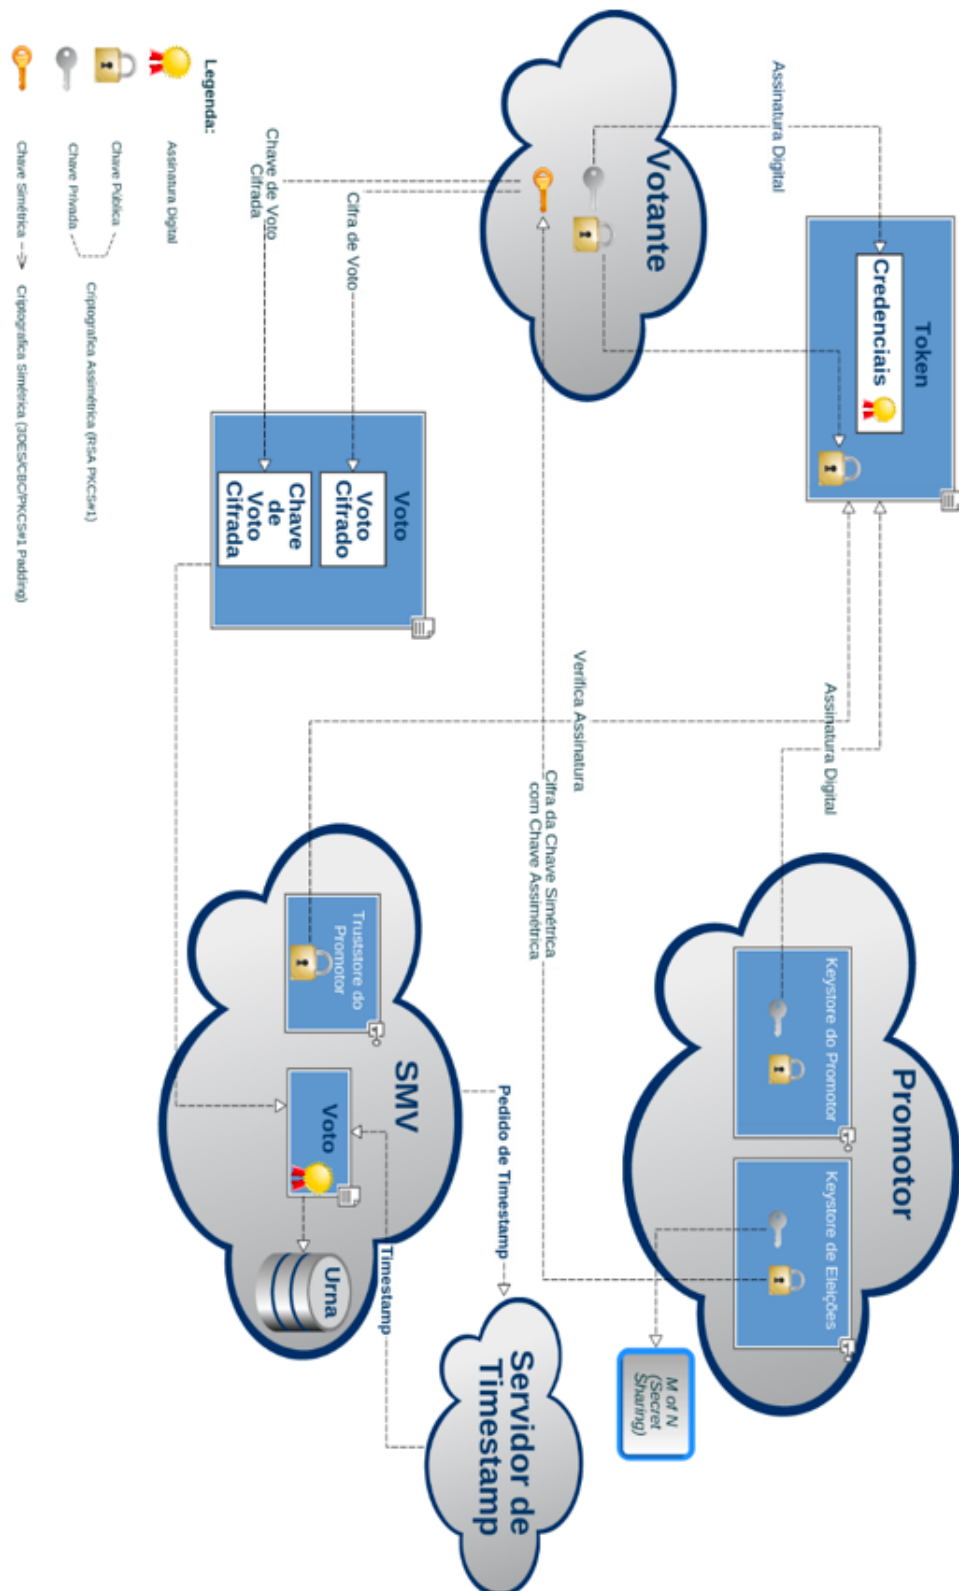 Token
Credenciais
Assinatura Digital
Votante
Cifra de Voto
Chave de Voto
Cifrada
Voto
Voto
Cifrado
Chave
de
Voto
Cifrada
Assinatura Digital
Verifica Assinatura
Cifra da Chave Simétrica
com Chave Assimétrica
Promotor
Keystore do Promotor
Keystore de Eleições
M of N
(Secret
Sharing)
SMV
Truststore do
Promotor
Voto
Urna
Pedido de Timestamp
Timestamp
Servidor de
Timestamp
Legenda:
Assinatura Digital
Chave Pública
Chave Privada
Criptografica Assimétrica (RSA PKCS#1)
Chave Simétrica
Criptografica Simétrica (3DES/CBC/PKCS#1 Padding)